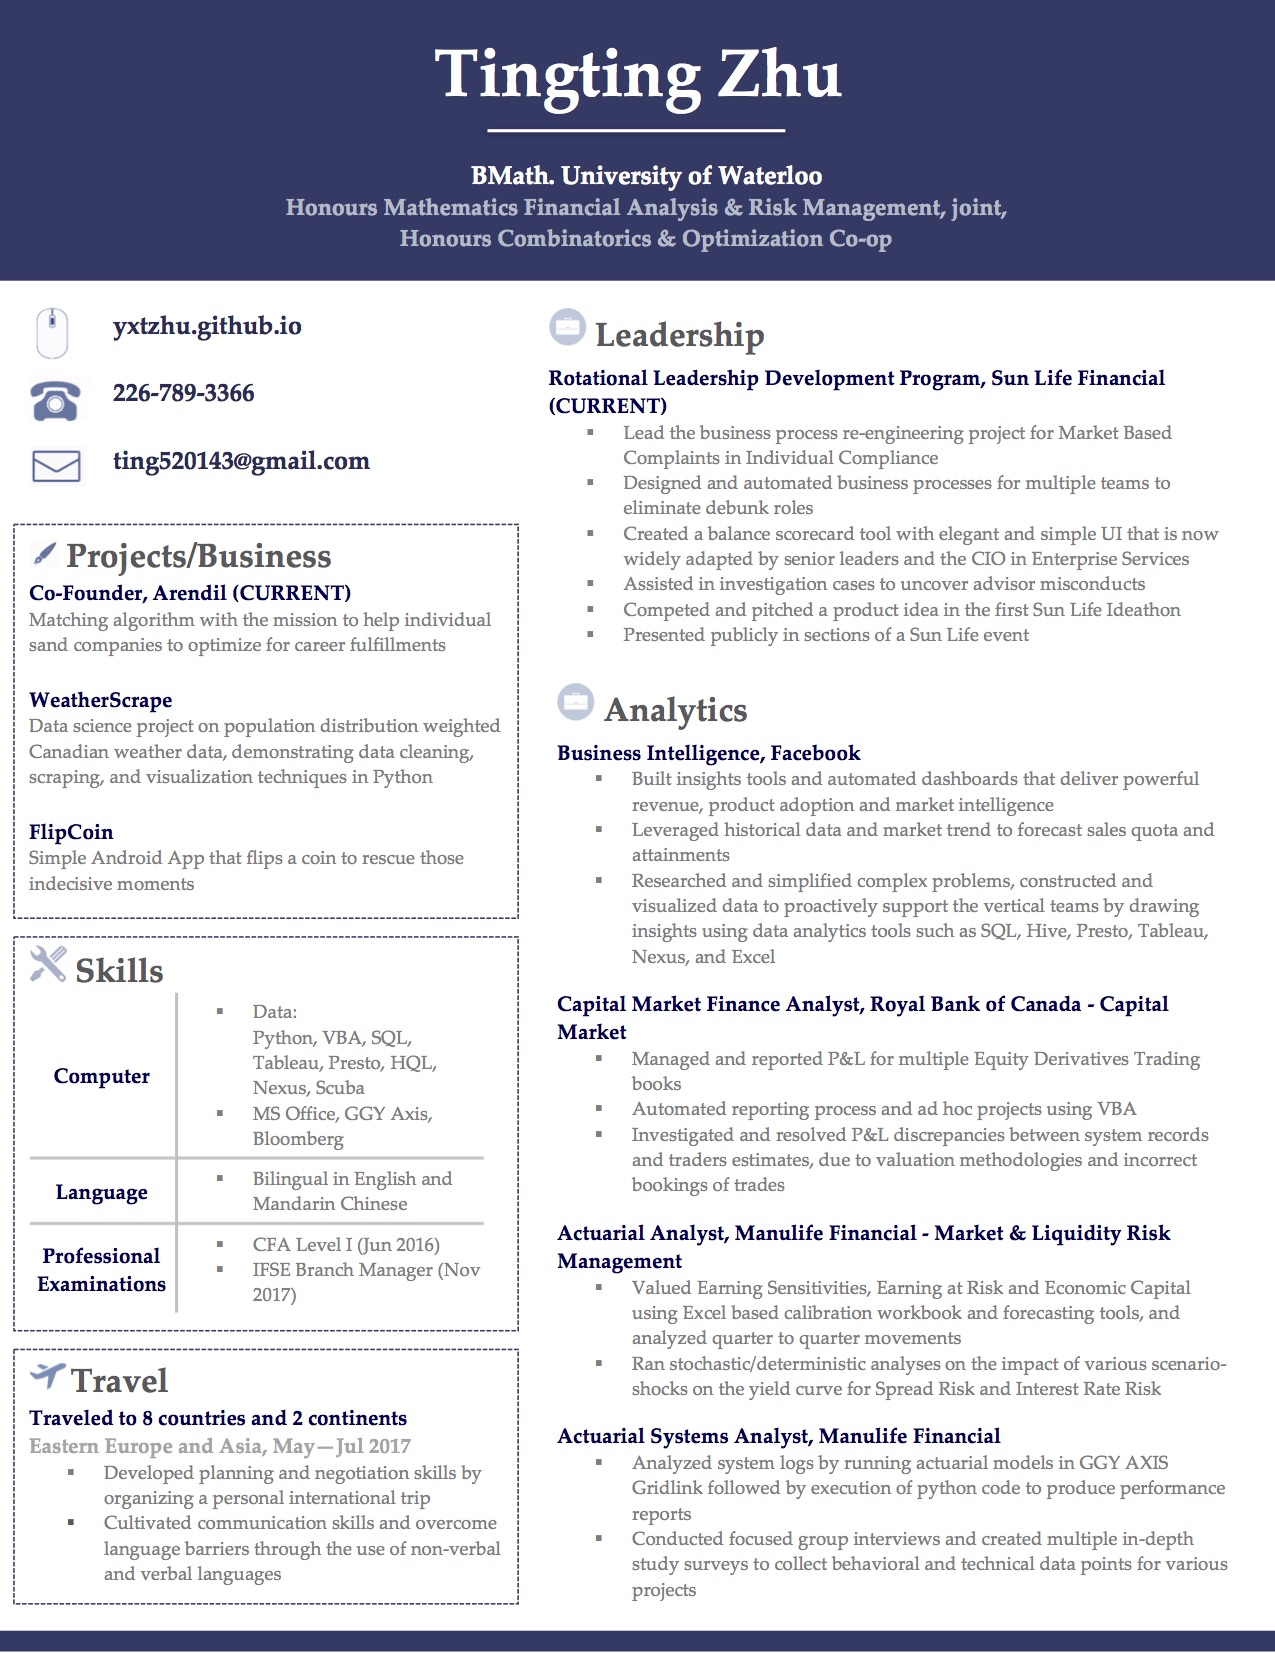 Tingting Zhu
BMath. University of Waterloo
Honours Mathematics Financial Analysis & Risk Management, joint,
Honours Combinatorics & Optimization Co-op
yxtzhu.github.io
226-789-3366
ting520143@gmail.com
Projects/Business
Co-Founder, Arendil (CURRENT)
Matching algorithm with the mission to help individual
sand companies to optimize for career fulfillments
WeatherScrape
Data science project on population distribution weighted
Canadian weather data, demonstrating data cleaning,
scraping, and visualization techniques in Python
FlipCoin
Simple Android App that flips a coin to rescue those
indecisive moments
Skills
Computer
▪ Data:
Python, VBA, SQL,
Tableau, Presto, HQL,
Nexus, Scuba
▪ MS Office, GGY Axis,
Bloomberg
Language
▪ Bilingual in English and
Mandarin Chinese
Professional
Examinations
▪ CFA Level I (Jun 2016)
▪ IFSE Branch Manager (Nov
2017)
Travel
Traveled to 8 countries and 2 continents
Eastern Europe and Asia, May—Jul 2017
▪ Developed planning and negotiation skills by
organizing a personal international trip
▪ Cultivated communication skills and overcome
language barriers through the use of non-verbal
and verbal languages
Leadership
Rotational Leadership Development Program, Sun Life Financial
(CURRENT)
▪ Lead the business process re-engineering project for Market Based
Complaints in Individual Compliance
▪ Designed and automated business processes for multiple teams to
eliminate debunk roles
▪ Created a balance scorecard tool with elegant and simple UI that is now
widely adapted by senior leaders and the CIO in Enterprise Services
▪ Assisted in investigation cases to uncover advisor misconducts
▪ Competed and pitched a product idea in the first Sun Life Ideathon
▪ Presented publicly in sections of a Sun Life event
Analytics
Business Intelligence, Facebook
▪ Built insights tools and automated dashboards that deliver powerful
revenue, product adoption and market intelligence
▪ Leveraged historical data and market trend to forecast sales quota and
attainments
▪ Researched and simplified complex problems, constructed and
visualized data to proactively support the vertical teams by drawing
insights using data analytics tools such as SQL, Hive, Presto, Tableau,
Nexus, and Excel
Capital Market Finance Analyst, Royal Bank of Canada - Capital
Market
▪ Managed and reported P&L for multiple Equity Derivatives Trading
books
▪ Automated reporting process and ad hoc projects using VBA
▪ Investigated and resolved P&L discrepancies between system records
and traders estimates, due to valuation methodologies and incorrect
bookings of trades
Actuarial Analyst, Manulife Financial - Market & Liquidity Risk
Management
▪ Valued Earning Sensitivities, Earning at Risk and Economic Capital
using Excel based calibration workbook and forecasting tools, and
analyzed quarter to quarter movements
▪ Ran stochastic/deterministic analyses on the impact of various scenario-
shocks on the yield curve for Spread Risk and Interest Rate Risk
Actuarial Systems Analyst, Manulife Financial
▪ Analyzed system logs by running actuarial models in GGY AXIS
Gridlink followed by execution of python code to produce performance
reports
▪ Conducted focused group interviews and created multiple in-depth
study surveys to collect behavioral and technical data points for various
projects